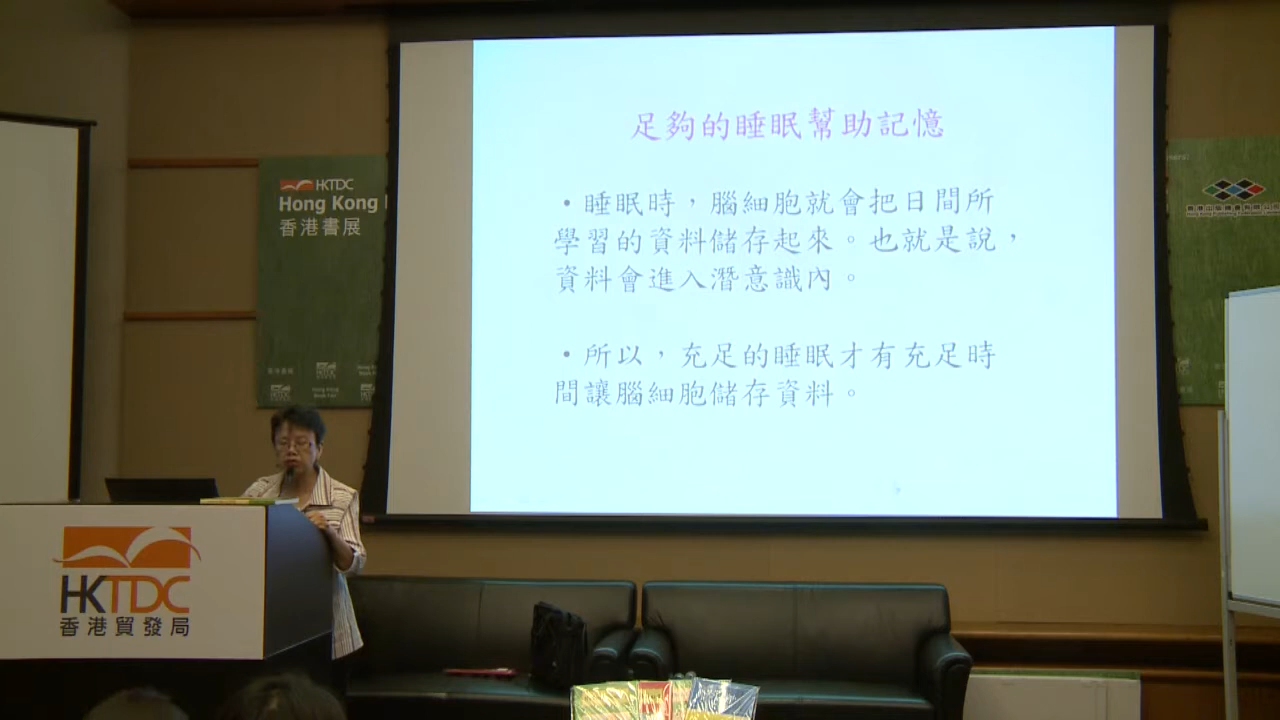 足夠的睡眠幫助記憶
•睡眠時，腦細胞就會把日間所
學習的資料儲存起來。也就是說，
資料會進入潛意識內。
•所以，充足的睡眠才有充足時
間讓腦細胞儲存資料。
HKTDC
Hong Kong
香港書展
HKTDC
香港貿發局